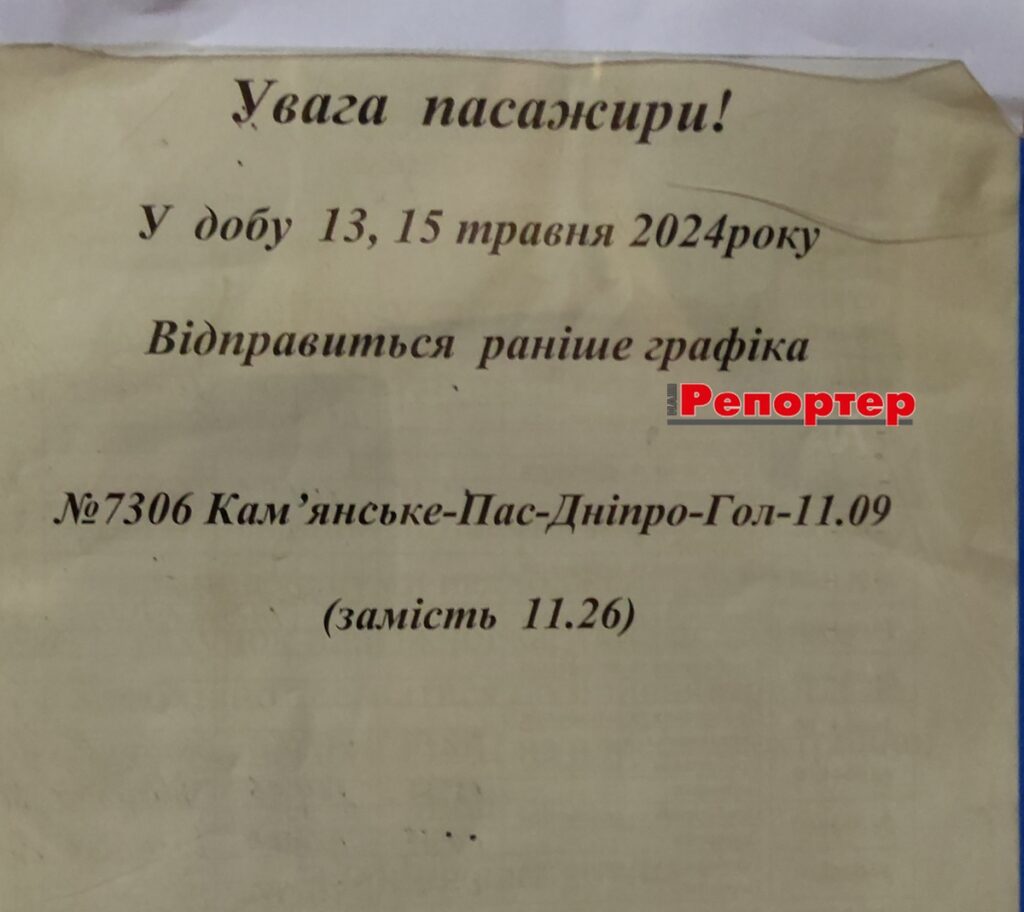 Увага пасажири!
У добу 13, 15 травня 2024року
Відправиться раніше графіка
НАШ Репортер
№7306 Кам’янське-Пас-Дніпро-Гол-11.09
(замість 11.26)